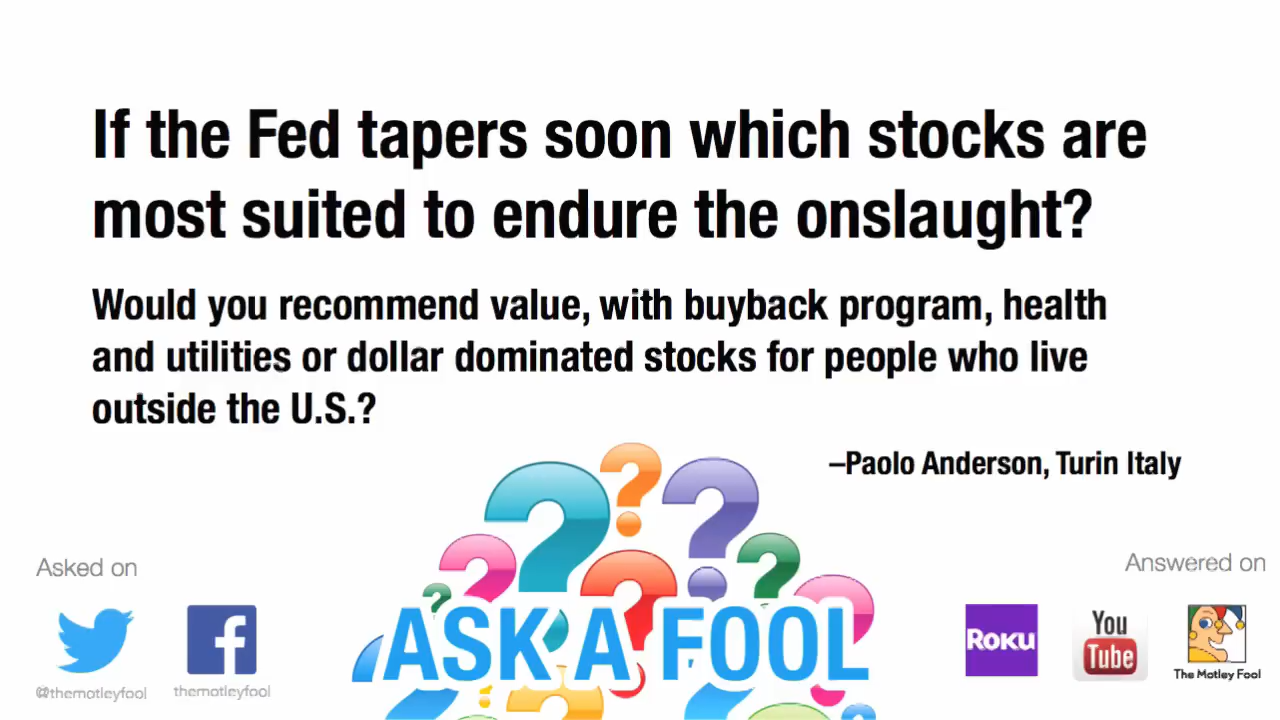 If the Fed tapers soon which stocks are
most suited to endure the onslaught?
Would you recommend value, with buyback program, health
and utilities or dollar dominated stocks for people who live
outside the U.S.?
–Paolo Anderson, Turin Italy
Asked on
@themotleyfool
themotleyfool
ASK A FOOL
Answered on
ROKU
You
Tube
The Motley Fool